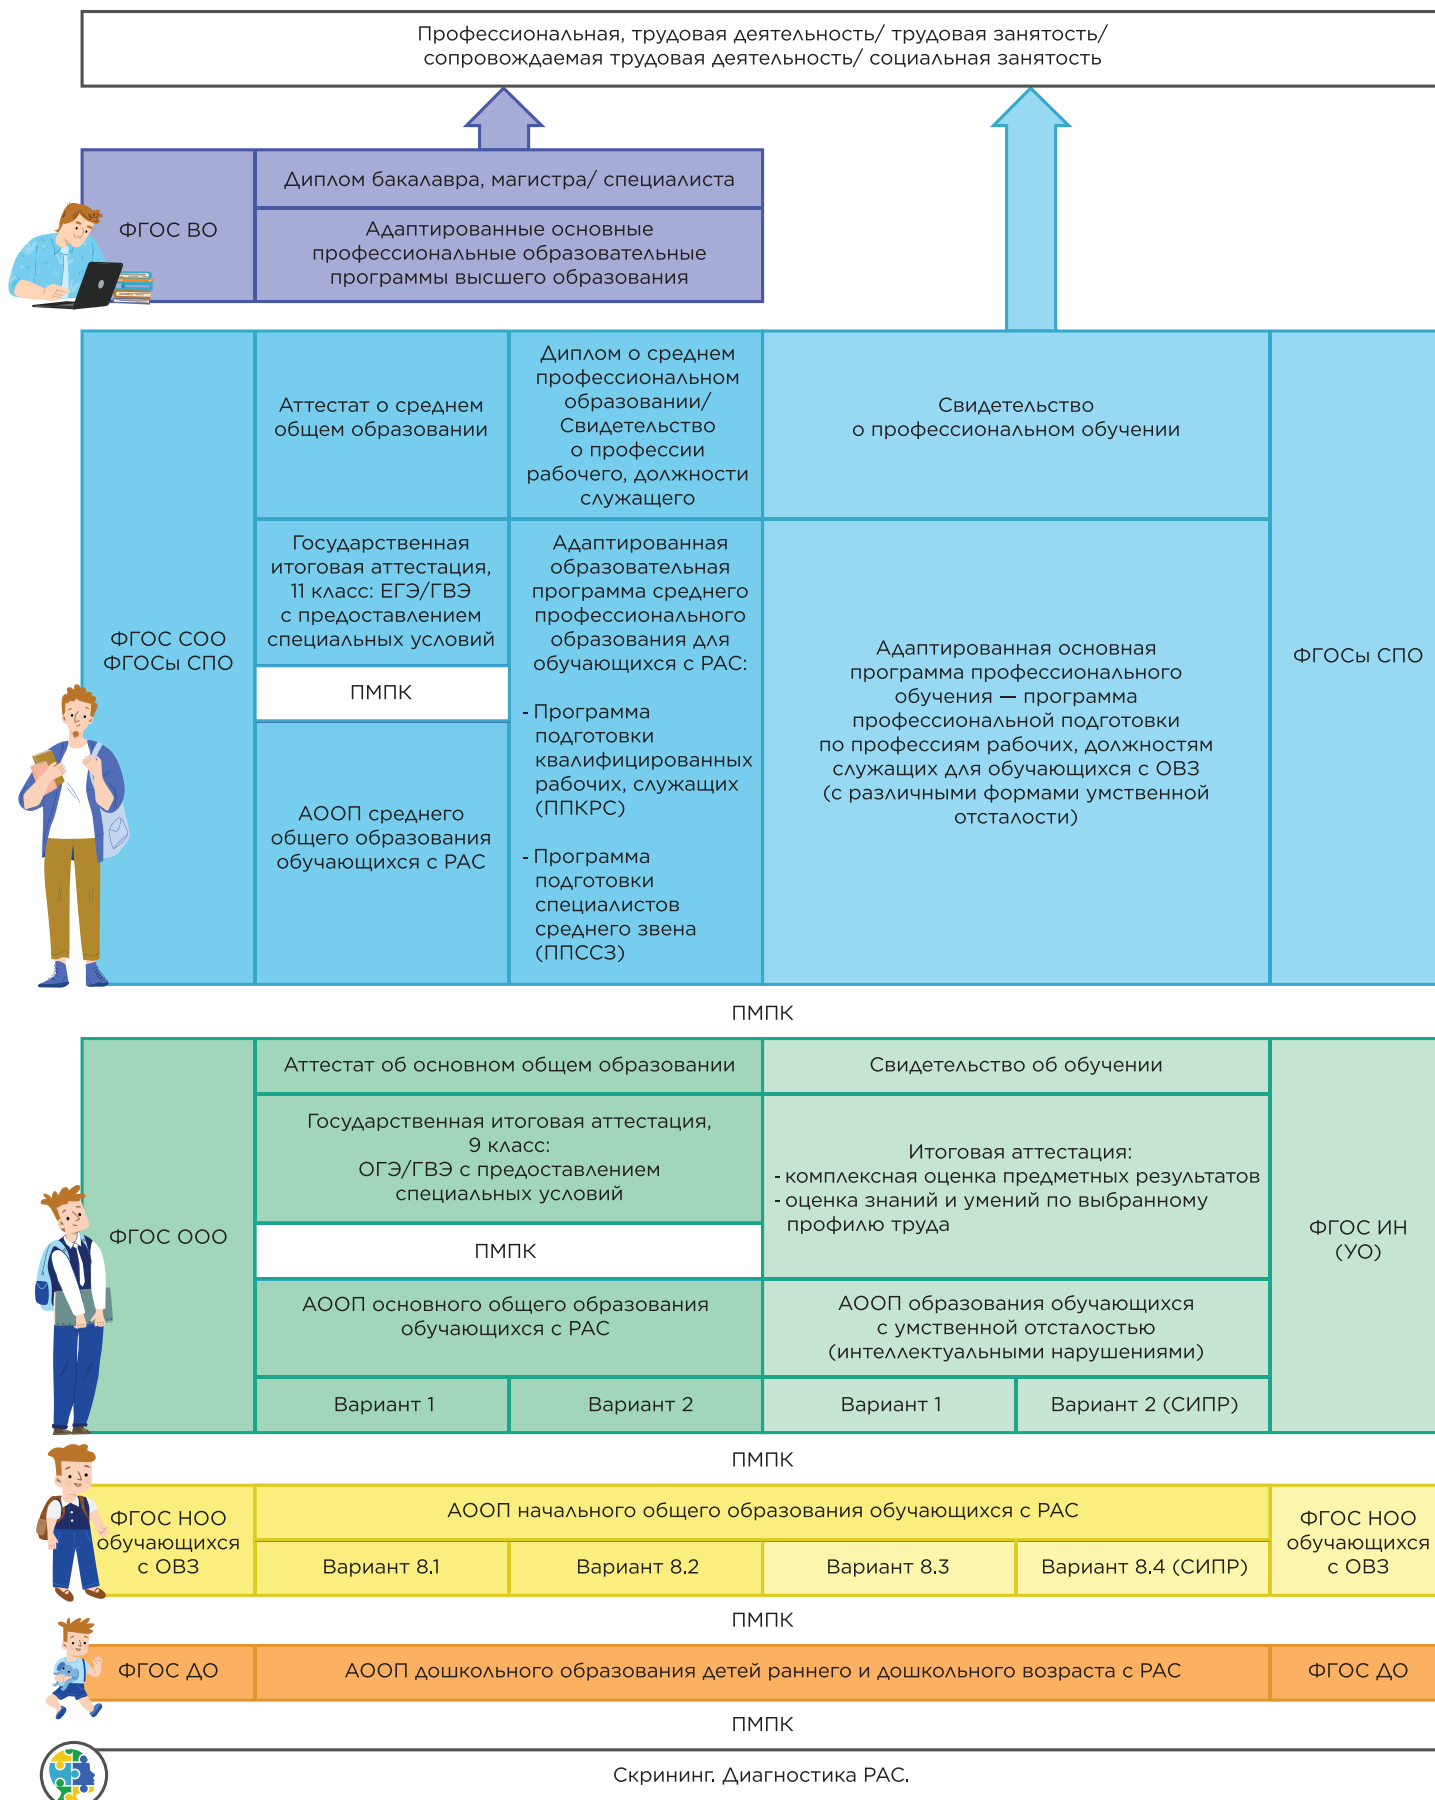 Профессиональная, трудовая деятельность/ трудовая занятость/
сопровождаемая трудовая деятельность/ социальная занятость
ФГОС ВО
Диплом бакалавра, магистра/ специалиста
Адаптированные основные
профессиональные образовательные
программы высшего образования
ФГОС СОО
ФГОСы СПО
Аттестат о среднем
общем образовании
Диплом о среднем
профессиональном
образовании/
Свидетельство
о профессии
рабочего, должности
служащего
Свидетельство
о профессиональном обучении
Государственная
итоговая аттестация,
11 класс: ЕГЭ/ГВЭ
с предоставлением
специальных условий
ПМПК
АООП среднего
общего образования
обучающихся с РАС
Адаптированная
образовательная
программа среднего
профессионального
образования для
обучающихся с РАС:
- Программа
подготовки
квалифицированных
рабочих, служащих
(ППКРС)
- Программа
подготовки
специалистов
среднего звена
(ППССЗ)
Адаптированная основная
программа профессионального
обучения — программа
профессиональной подготовки
по профессиям рабочих, должностям
служащих для обучающихся с ОВЗ
(с различными формами умственной
отсталости)
ФГОСы СПО
ПМПК
ФГОС ООО
Аттестат об основном общем образовании
Свидетельство об обучении
Государственная итоговая аттестация,
9 класс:
ОГЭ/ГВЭ с предоставлением
специальных условий
ПМПК
Итоговая аттестация:
- комплексная оценка предметных результатов
- оценка знаний и умений по выбранному
профилю труда
АООП основного общего образования
обучающихся с РАС
АООП образования обучающихся
с умственной отсталостью
(интеллектуальными нарушениями)
Вариант 1
Вариант 2
Вариант 1
Вариант 2 (СИПР)
ФГОС ИН
(УО)
ПМПК
ФГОС НОО
обучающихся
с ОВЗ
АООП начального общего образования обучающихся с РАС
Вариант 8.1
Вариант 8.2
Вариант 8.3
Вариант 8.4 (СИПР)
ФГОС НОО
обучающихся
с ОВЗ
ПМПК
ФГОС ДО
АООП дошкольного образования детей раннего и дошкольного возраста с РАС
ФГОС ДО
ПМПК
Скрининг. Диагностика РАС.